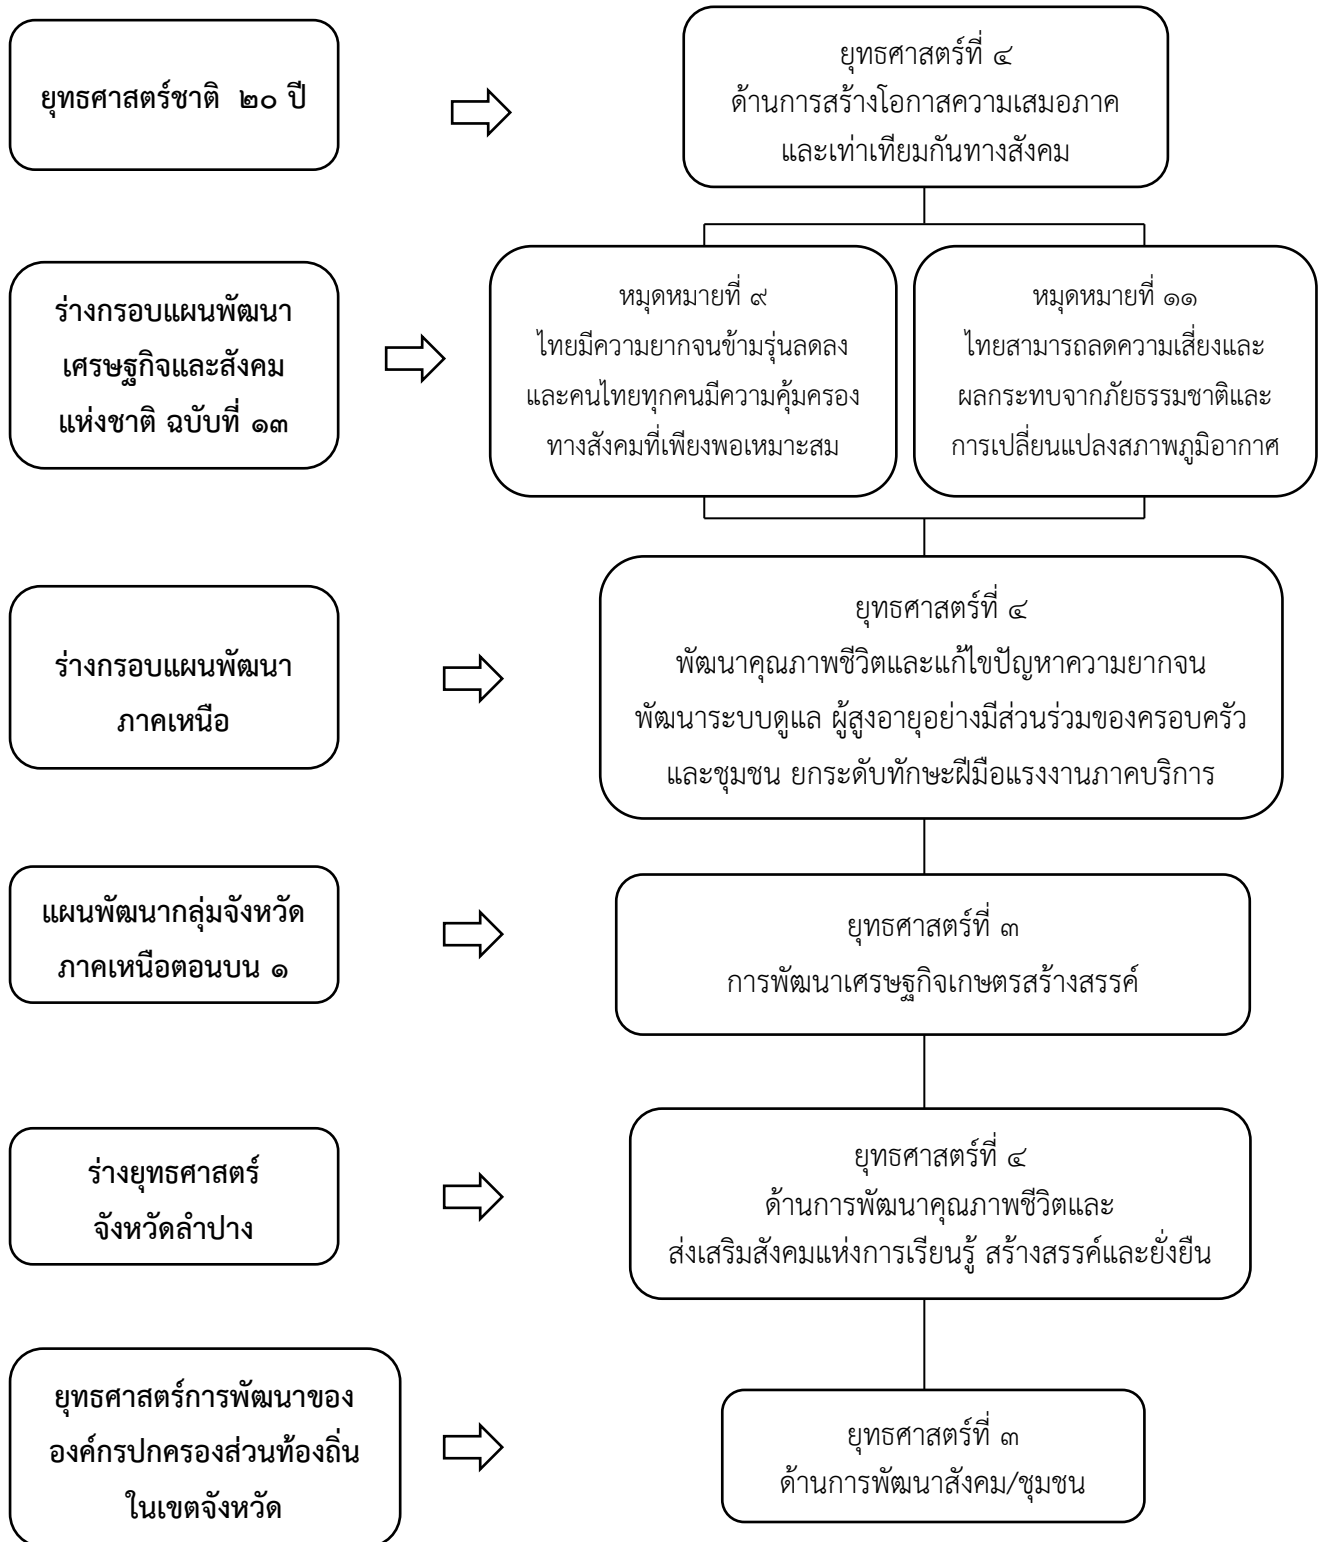 ยุทธศาสตร์ชาติ ๒๐ ปี
ยุทธศาสตร์ที่ ๔
ด้านการสร้างโอกาสความเสมอภาค
และเท่าเทียมกันทางสังคม
ร่างกรอบแผนพัฒนา
เศรษฐกิจและสังคม
แห่งชาติ ฉบับที่ ๑๓
หมุดหมายที่ ๙
ไทยมีความยากจนข้ามรุ่นลดลง
และคนไทยทุกคนมีความคุ้มครอง
ทางสังคมที่เพียงพอเหมาะสม
หมุดหมายที่ ๑๑
ไทยสามารถลดความเสี่ยงและ
ผลกระทบจากภัยธรรมชาติและ
การเปลี่ยนแปลงสภาพภูมิอากาศ
ร่างกรอบแผนพัฒนา
ภาคเหนือ
ยุทธศาสตร์ที่ ๔
พัฒนาคุณภาพชีวิตและแก้ไขปัญหาความยากจน
พัฒนาระบบดูแล ผู้สูงอายุอย่างมีส่วนร่วมของครอบครัว
และชุมชน ยกระดับทักษะฝีมือแรงงานภาคบริการ
แผนพัฒนากลุ่มจังหวัด
ภาคเหนือตอนบน ๑
ยุทธศาสตร์ที่ ๓
การพัฒนาเศรษฐกิจเกษตรสร้างสรรค์
ร่างยุทธศาสตร์
จังหวัดลำปาง
ยุทธศาสตร์ที่ ๔
ด้านการพัฒนาคุณภาพชีวิตและ
ส่งเสริมสังคมแห่งการเรียนรู้ สร้างสรรค์และยั่งยืน
ยุทธศาสตร์การพัฒนาของ
องค์กรปกครองส่วนท้องถิ่น
ในเขตจังหวัด
ยุทธศาสตร์ที่ ๓
ด้านการพัฒนาสังคม/ชุมชน